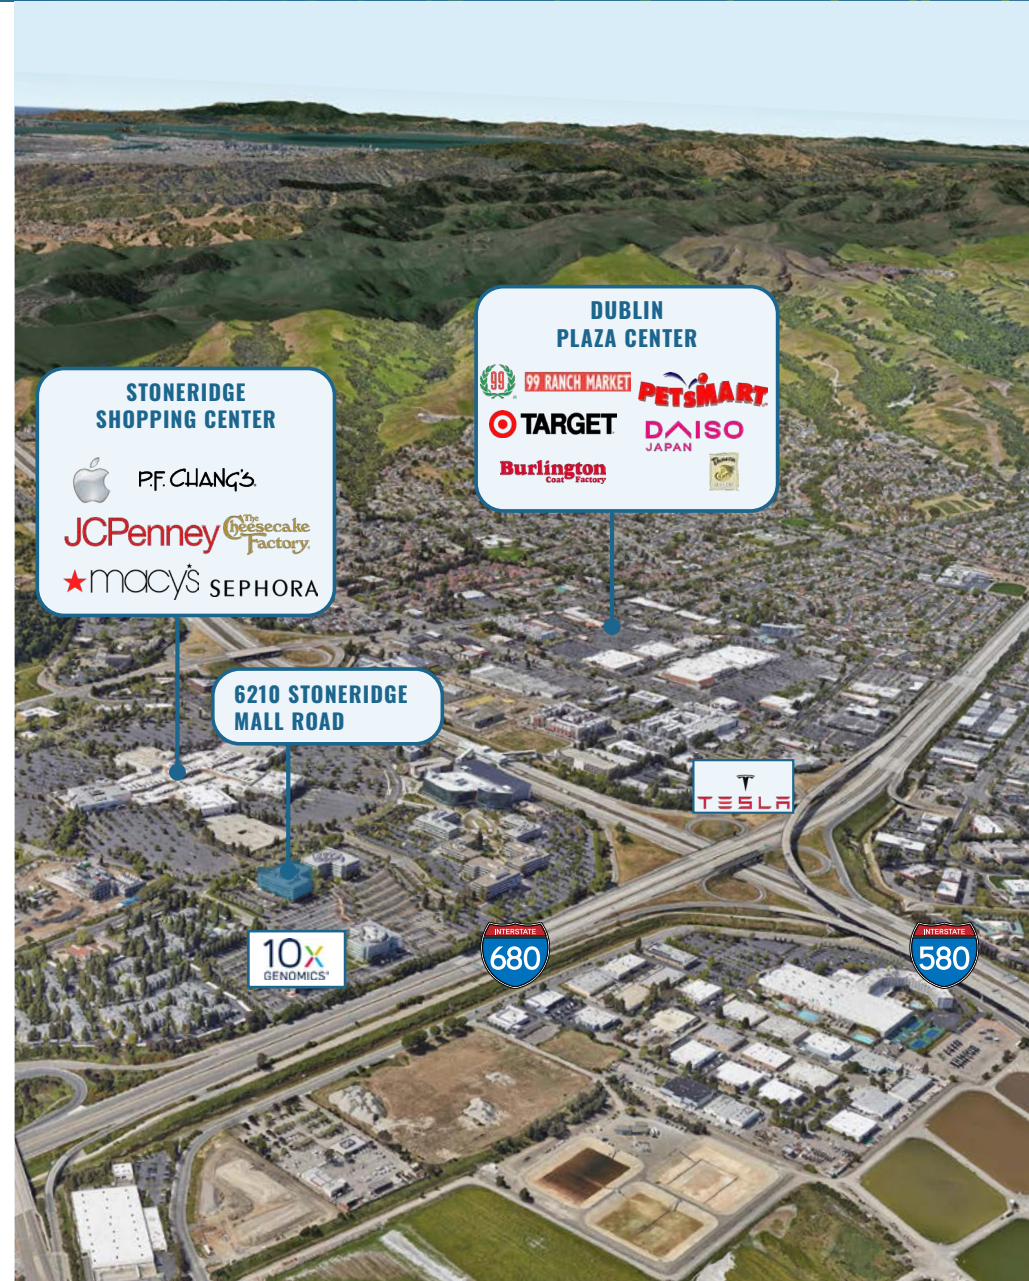 DUBLIN
PLAZA CENTER
99
99 RANCH MARKET
PETSMART
TARGET
DAISO
JAPAN
Burlington
Coat Factory
STONERIDGE
SHOPPING CENTER
P.F. CHANG'S
JCPenney
The
Cheesecake
Factory
macy's
SEPHORA
6210 STONERIDGE
MALL ROAD
TESLA
10x
GENOMICS
INTERSTATE
680
INTERSTATE
580